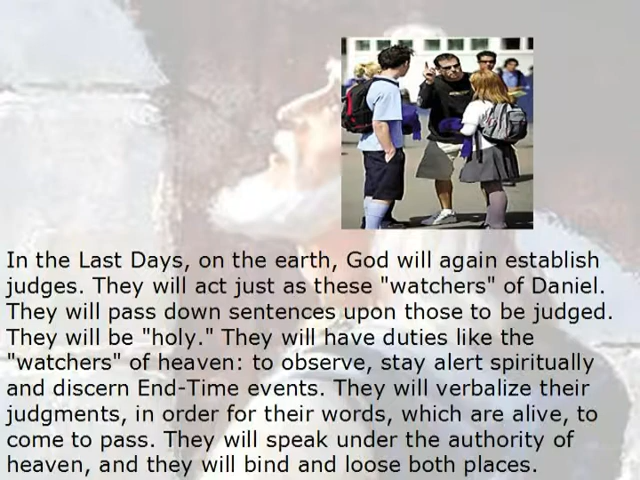 In the Last Days, on the earth, God will again establish
judges. They will act just as these "watchers" of Daniel.
They will pass down sentences upon those to be judged.
They will be "holy." They will have duties like the
"watchers" of heaven: to observe, stay alert spiritually
and discern End-Time events. They will verbalize their
judgments, in order for their words, which are alive, to
come to pass. They will speak under the authority of
heaven, and they will bind and loose both places.